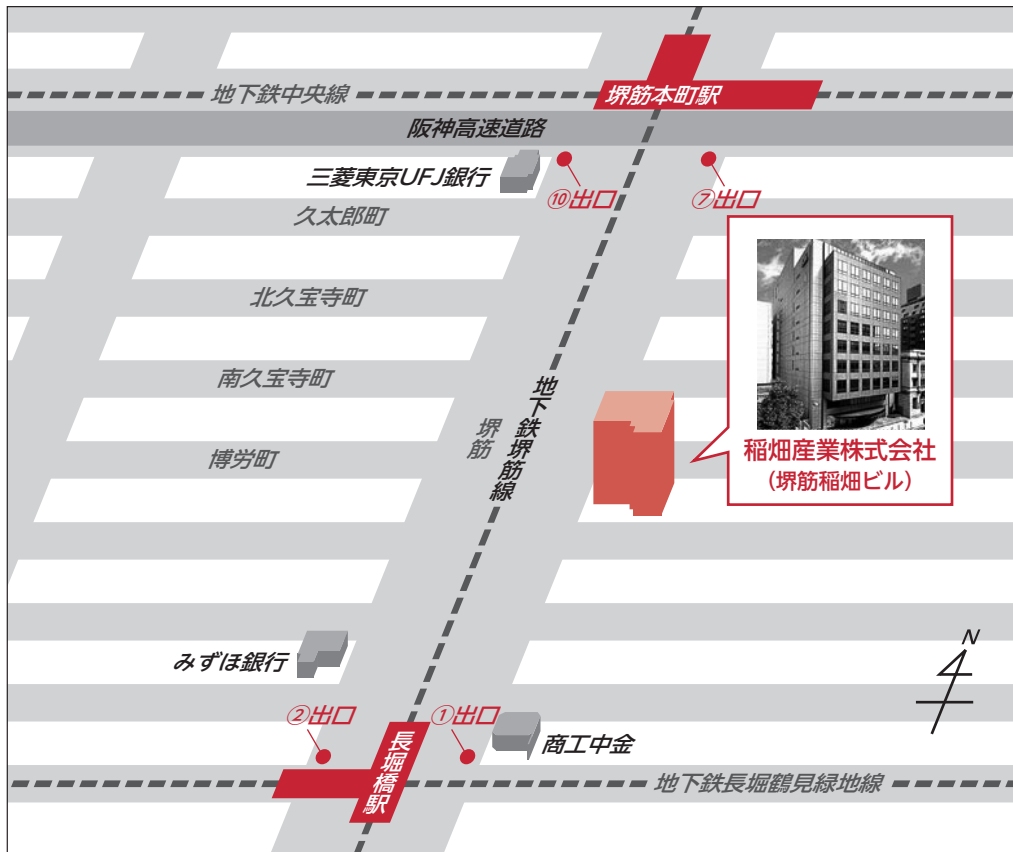 堺筋本町駅
地下鉄中央線
阪神高速道路
三菱東京UFJ銀行
⑩出口
⑦出口
久太郎町
北久宝寺町
南久宝寺町
地下鉄堺筋線
堺筋
博労町
稲畑産業株式会社
（堺筋稲畑ビル）
N
みずほ銀行
②出口
①出口
商工中金
長堀橋駅
地下鉄長堀鶴見緑地線